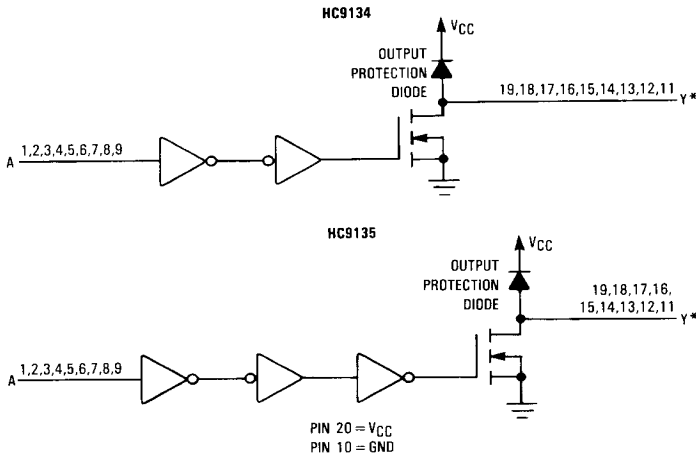 HC9134
VCC
OUTPUT
PROTECTION
DIODE
19,18,17,16,15,14,13,12,11
Y*
A
1,2,3,4,5,6,7,8,9
HC9135
VCC
OUTPUT
PROTECTION
DIODE
19,18,17,16,
15,14,13,12,11
Y*
A
1,2,3,4,5,6,7,8,9
PIN 20 = VCC
PIN 10 = GND